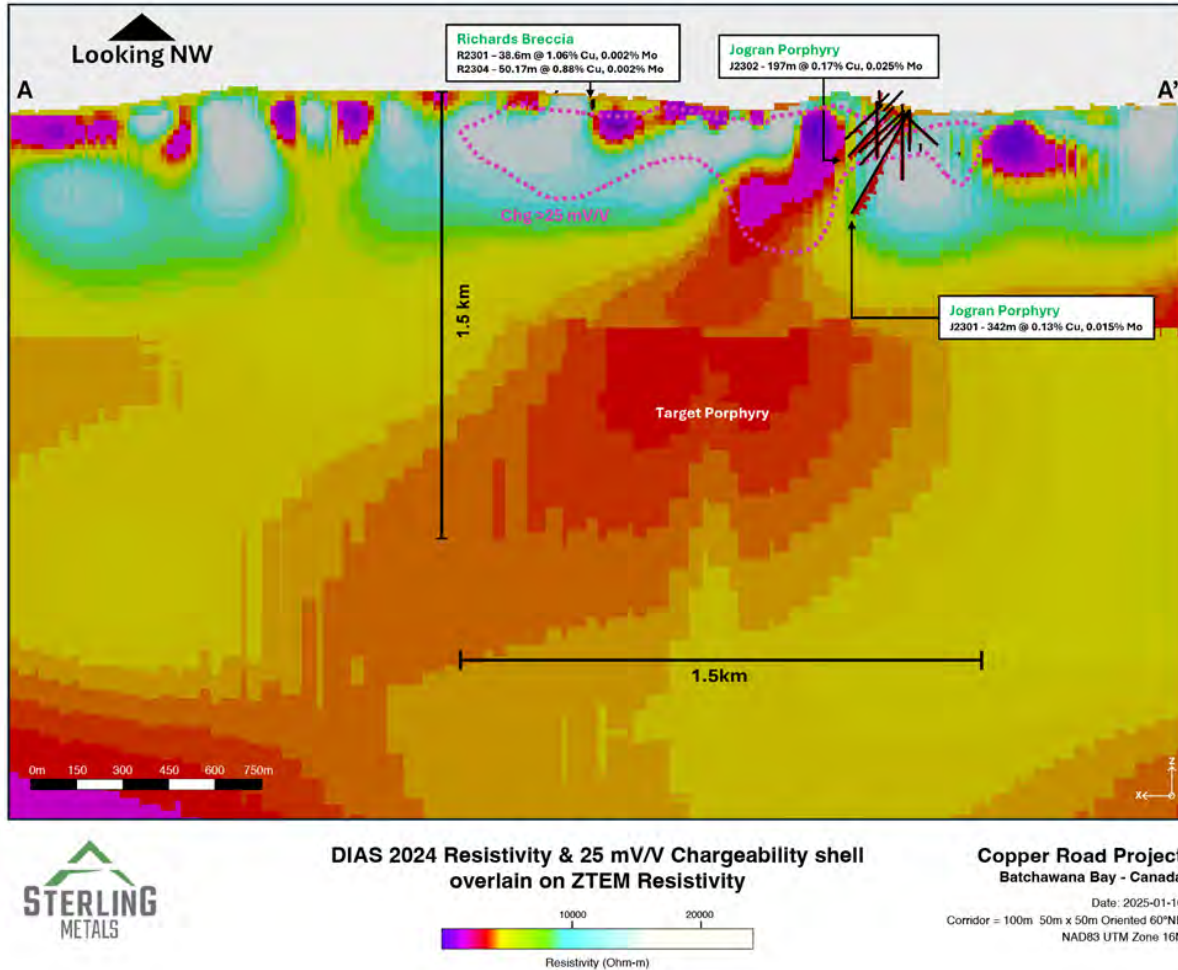 Looking NW
A
A'
Richards Breccia
R2301 – 38.6m @ 1.06% Cu, 0.002% Mo
R2304 – 50.17m @ 0.88% Cu, 0.002% Mo
Jogran Porphyry
J2302 - 197m @ 0.17% Cu, 0.025% Mo
Chg =25 mV/V
1.5 km
Jogran Porphyry
J2301 - 342m @ 0.13% Cu, 0.015% Mo
Target Porphyry
1.5km
0m 150 300 450 600 750m
Z
X
STERLING
METALS
DIAS 2024 Resistivity & 25 mV/V Chargeability shell
overlain on ZTEM Resistivity
10000 20000
Resistivity (Ohm-m)
Copper Road Project
Batchawana Bay - Canada
Date: 2025-01-1
Corridor = 100m 50m x 50m Oriented 60°N
NAD83 UTM Zone 16